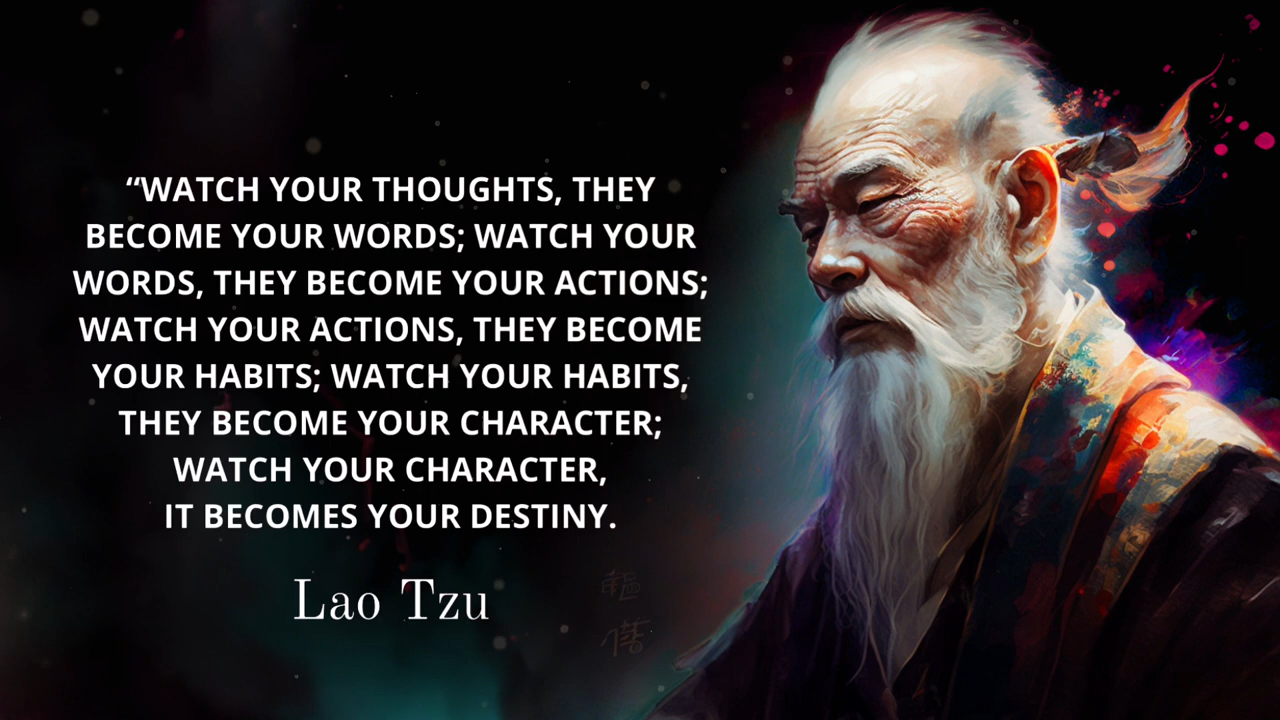 “WATCH YOUR THOUGHTS, THEY
BECOME YOUR WORDS; WATCH YOUR
WORDS, THEY BECOME YOUR ACTIONS;
WATCH YOUR ACTIONS, THEY BECOME
YOUR HABITS; WATCH YOUR HABITS,
THEY BECOME YOUR CHARACTER;
WATCH YOUR CHARACTER,
IT BECOMES YOUR DESTINY.
Lao Tzu